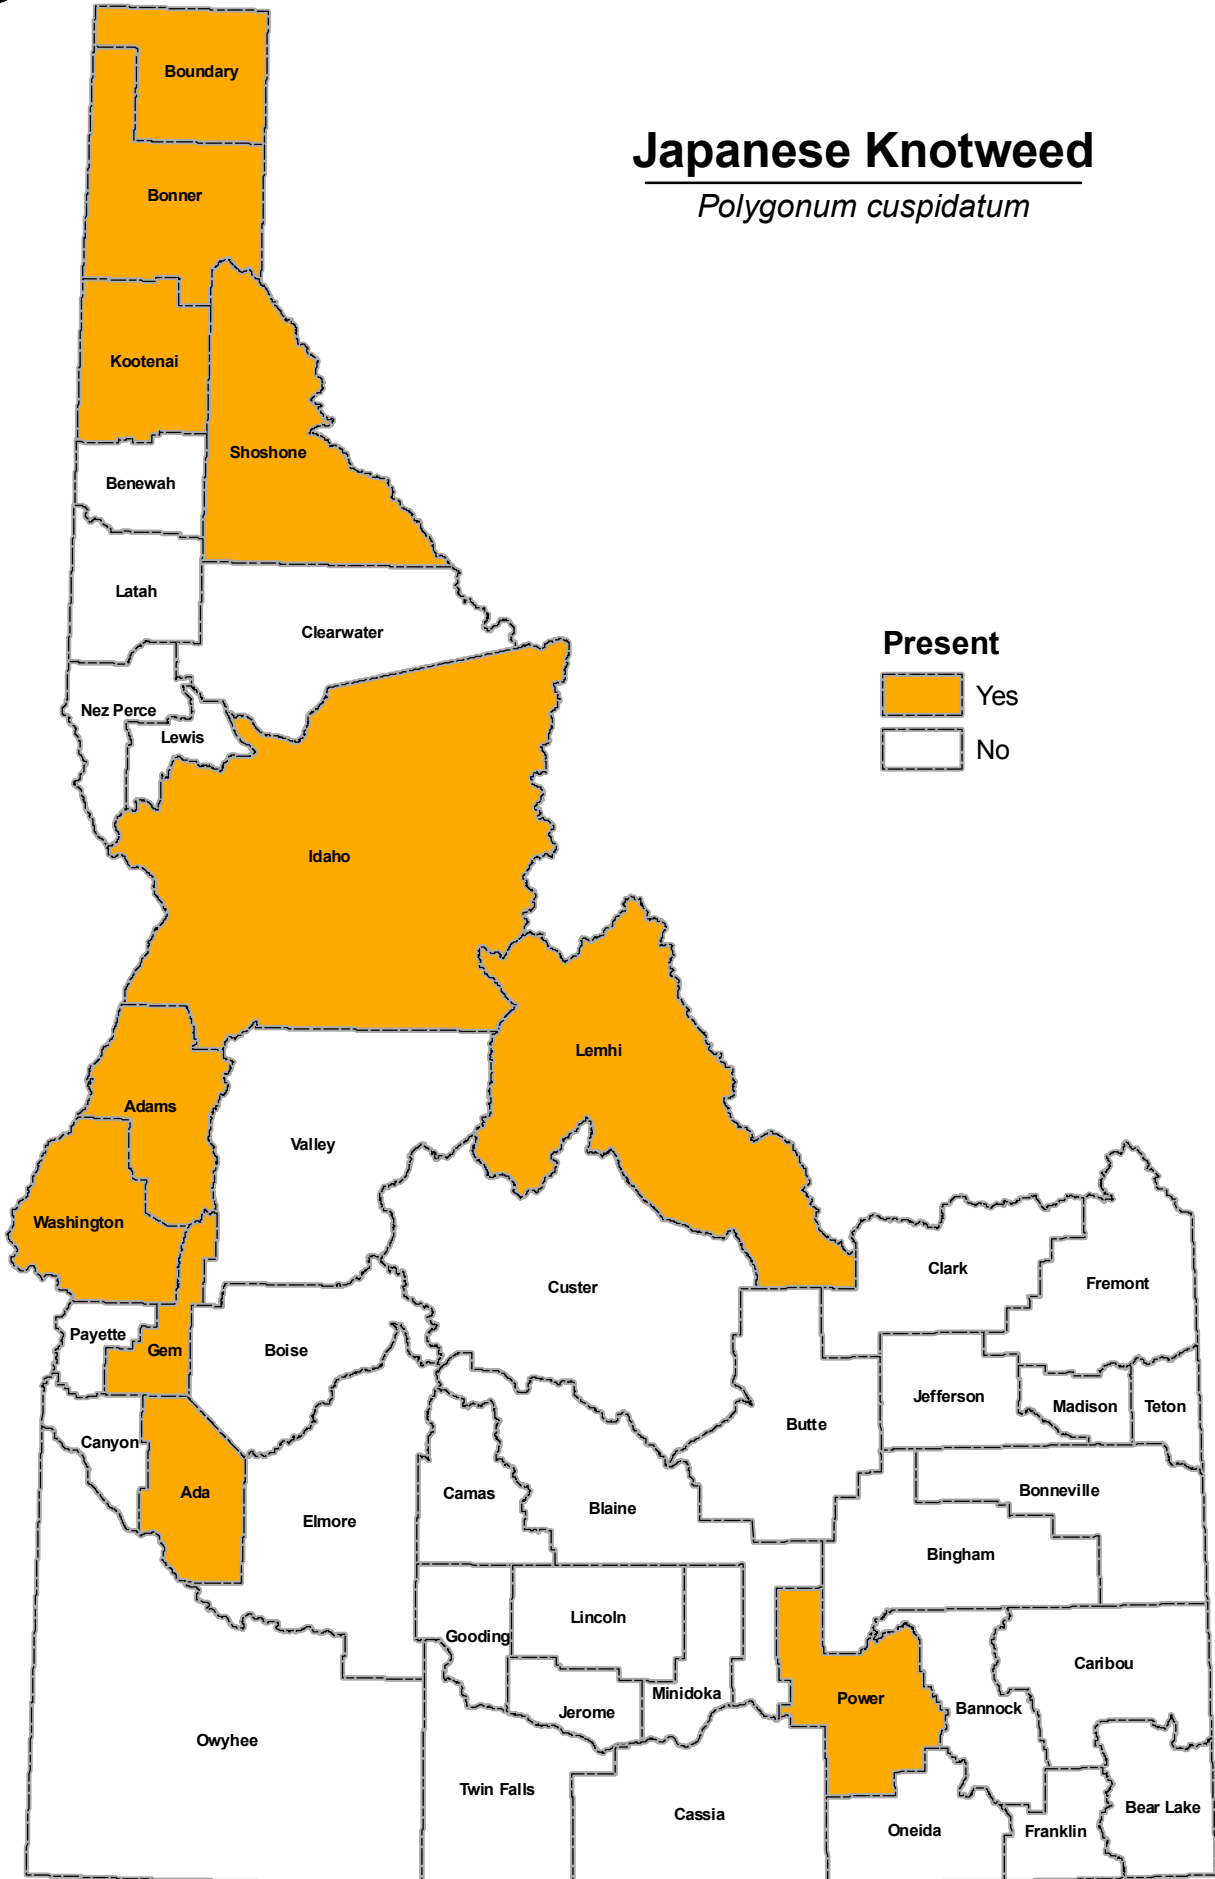 Boundary
Japanese Knotweed
Polygonum cuspidatum
Bonner
Kootenai
Shoshone
Benewah
Latah
Clearwater
Present
Yes
No
Nez Perce
Lewis
Idaho
Lemhi
Adams
Valley
Washington
Custer
Clark
Fremont
Payette
Gem
Boise
Jefferson
Madison
Teton
Butte
Canyon
Ada
Camas
Blaine
Bonneville
Elmore
Bingham
Lincoln
Gooding
Caribou
Minidoka
Power
Bannock
Jerome
Owyhee
Twin Falls
Cassia
Bear Lake
Oneida
Franklin